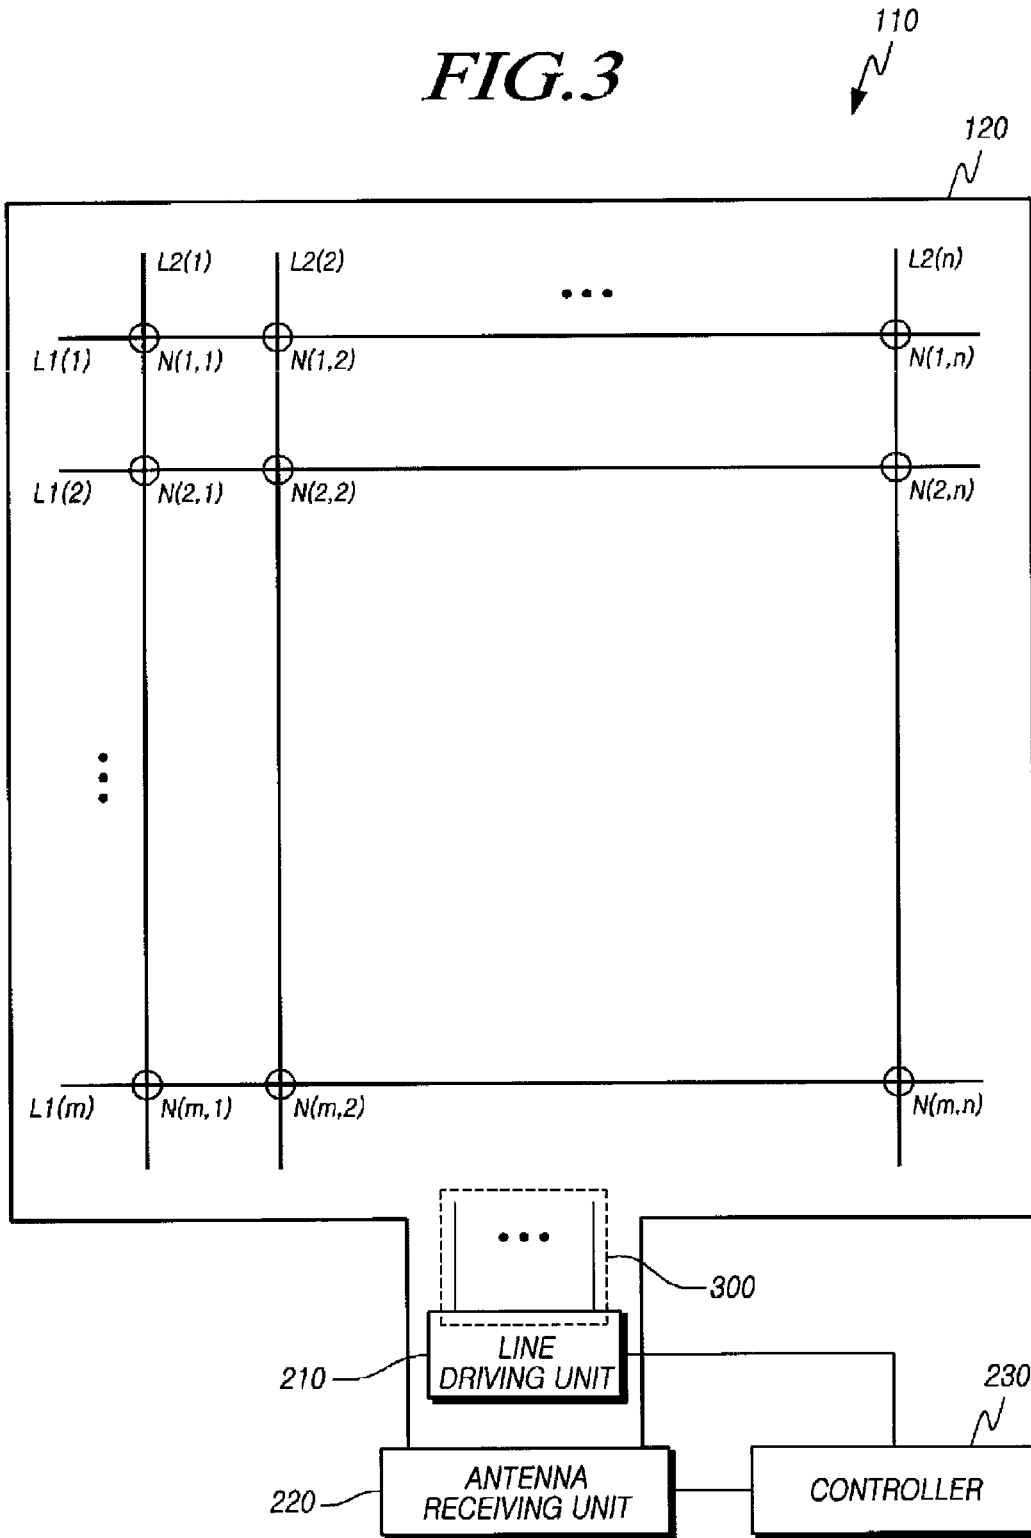 110
FIG.3
120
L2(1) L2(2) L2(n)
L1(1) N(1,1) N(1,2) N(1,n)
L1(2) N(2,1) N(2,2) N(2,n)
L1(m) N(m,1) N(m,2) N(m,n)
300
LINE
DRIVING UNIT
210
230
ANTENNA
RECEIVING UNIT
220
CONTROLLER